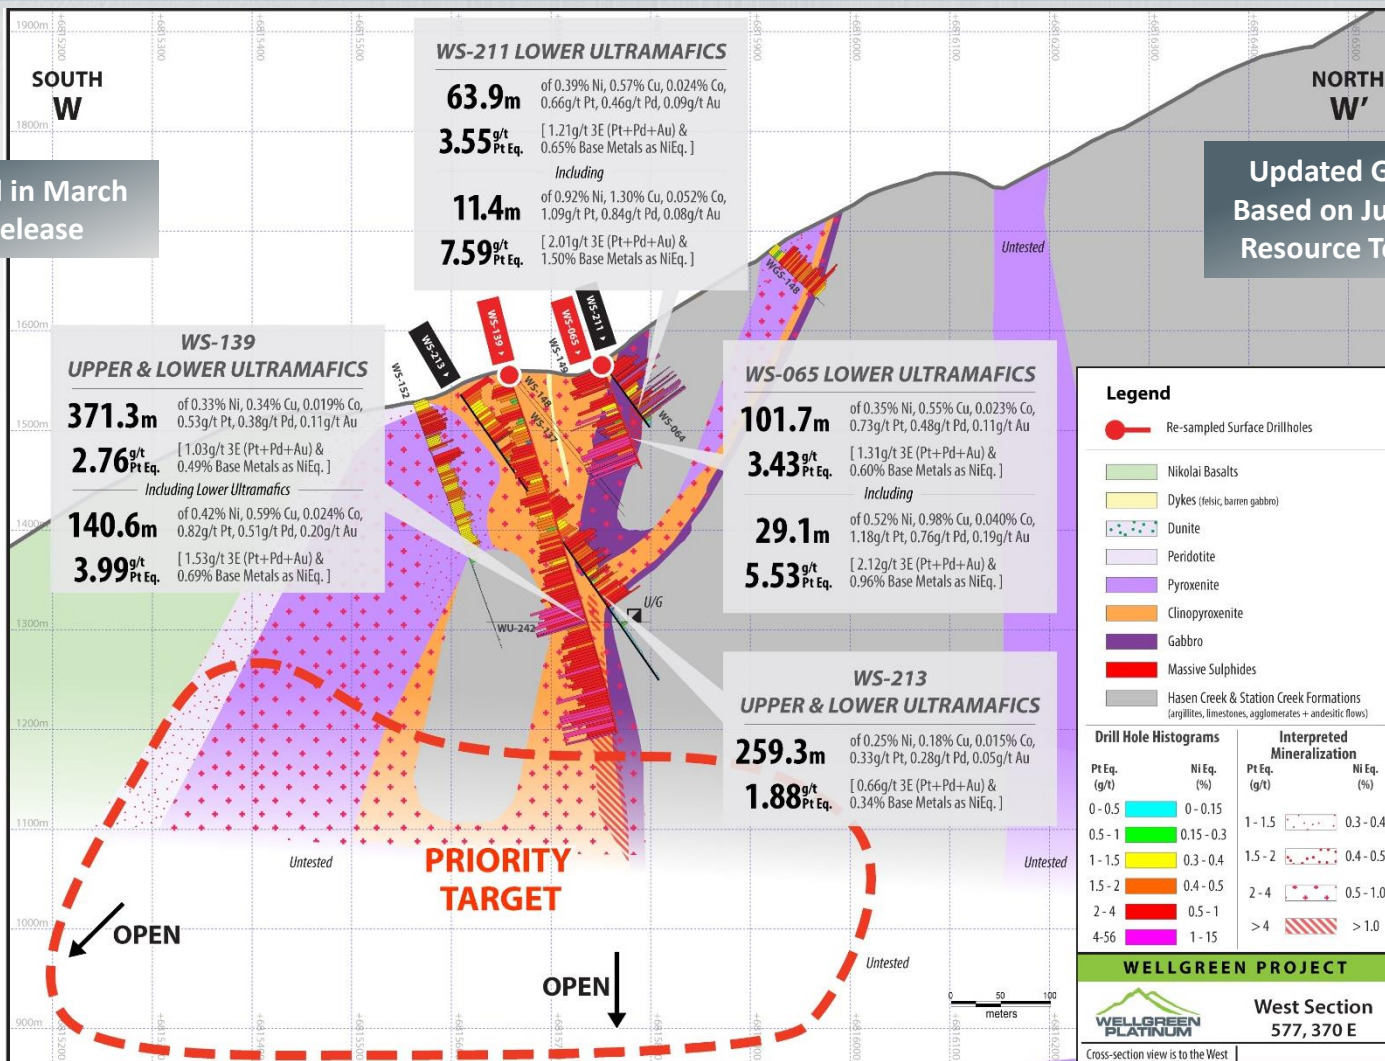 1900m
+6815200
+6815300
+6815400
+6815500
+6815900
+6816000
+6816100
+6816200
+6816300
+6816400
+6816500
SOUTH
W
NORTH
W'
1800m
in March
Updated
Based on
Resource
WS-211 LOWER ULTRAMAFICS
63.9m
of 0.39% Ni, 0.57% Cu, 0.024% Co,
0.66g/t Pt, 0.46g/t Pd, 0.09g/t Au
3.55 g/t Pt Eq.
[ 1.21g/t 3E (Pt+Pd+Au) &
0.65% Base Metals as NiEq. ]
Including
11.4m
of 0.92% Ni, 1.30% Cu, 0.052% Co,
1.09g/t Pt, 0.84g/t Pd, 0.08g/t Au
7.59 g/t Pt Eq.
[ 2.01g/t 3E (Pt+Pd+Au) &
1.50% Base Metals as NiEq. ]
1700m
Untested
WGS-148
1600m
WS-213
WS-139
WS-065
WS-211
WS-152
WS-149
WS-148
WS-137
WS-064
WS-139
UPPER & LOWER ULTRAMAFICS
371.3m
of 0.33% Ni, 0.34% Cu, 0.019% Co,
0.53g/t Pt, 0.38g/t Pd, 0.11g/t Au
2.76 g/t Pt Eq.
[ 1.03g/t 3E (Pt+Pd+Au) &
0.49% Base Metals as NiEq. ]
Including Lower Ultramafics
140.6m
of 0.42% Ni, 0.59% Cu, 0.024% Co,
0.82g/t Pt, 0.51g/t Pd, 0.20g/t Au
3.99 g/t Pt Eq.
[ 1.53g/t 3E (Pt+Pd+Au) &
0.69% Base Metals as NiEq. ]
WS-065 LOWER ULTRAMAFICS
101.7m
of 0.35% Ni, 0.55% Cu, 0.023% Co,
0.73g/t Pt, 0.48g/t Pd, 0.11g/t Au
3.43 g/t Pt Eq.
[ 1.31g/t 3E (Pt+Pd+Au) &
0.60% Base Metals as NiEq. ]
Including
29.1m
of 0.52% Ni, 0.98% Cu, 0.040% Co,
1.18g/t Pt, 0.76g/t Pd, 0.19g/t Au
5.53 g/t Pt Eq.
[ 2.12g/t 3E (Pt+Pd+Au) &
0.96% Base Metals as NiEq. ]
1500m
1400m
1300m
U/G
WU-242
WS-213
UPPER & LOWER ULTRAMAFICS
259.3m
of 0.25% Ni, 0.18% Cu, 0.015% Co,
0.33g/t Pt, 0.28g/t Pd, 0.05g/t Au
1.88 g/t Pt Eq.
[ 0.66g/t 3E (Pt+Pd+Au) &
0.34% Base Metals as NiEq. ]
1200m
1100m
Untested
PRIORITY
TARGET
Untested
1000m
OPEN
Untested
OPEN
900m
0 50 100
meters
Legend
Re-sampled Surface Drillholes
Nikolai Basalts
Dykes (felsic, barren gabbro)
Dunite
Peridotite
Pyroxenite
Clinopyroxenite
Gabbro
Massive Sulphides
Hasen Creek & Station Creek Formations
(argillites, limestones, agglomerates + andesitic flows)
Drill Hole Histograms
Pt Eq. (g/t) Ni Eq. (%)
0 - 0.5 0 - 0.15
0.5 - 1 0.15 - 0.3
1 - 1.5 0.3 - 0.4
1.5 - 2 0.4 - 0.5
2 - 4 0.5 - 1
4-56 1 - 15
Interpreted
Mineralization
Pt Eq. (g/t) Ni Eq. (%)
1 - 1.5 0.3 - 0.4
1.5 - 2 0.4 - 0.5
2 - 4 0.5 - 1.0
> 4 > 1.0
WELLGREEN PROJECT
WELLGREEN
PLATINUM
West Section
577, 370 E
Cross-section view is to the West